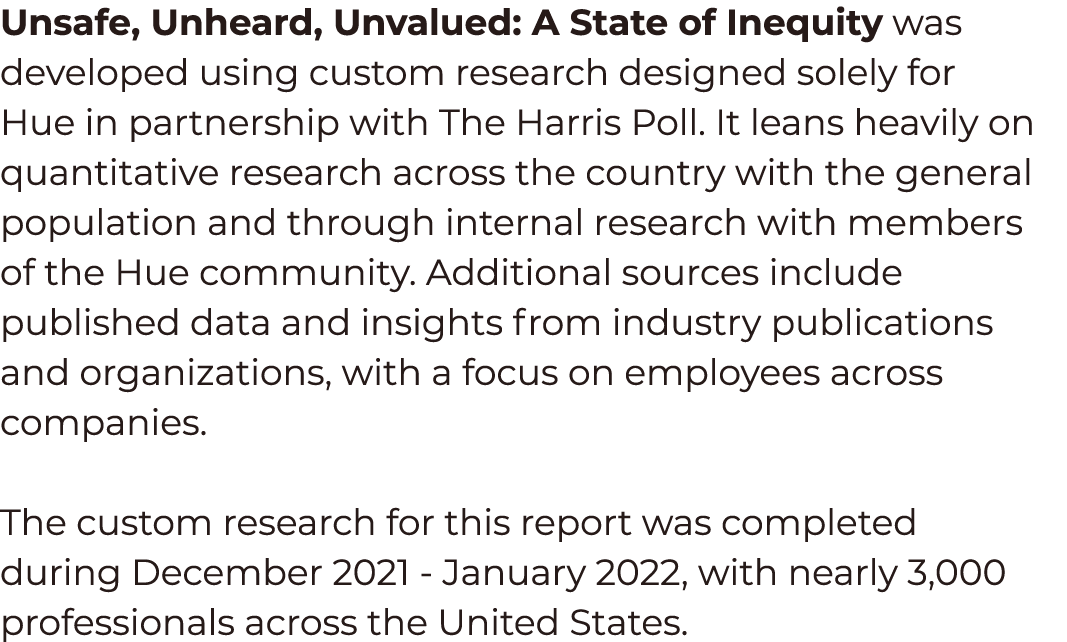 Unsafe, Unheard, Unvalued: A State of Inequity was
developed using custom research designed solely for
Hue in partnership with The Harris Poll. It leans heavily on
quantitative research across the country with the general
population and through internal research with members
of the Hue community. Additional sources include
published data and insights from industry publications
and organizations, with a focus on employees across
companies.
The custom research for this report was completed
during December 2021 - January 2022, with nearly 3,000
professionals across the United States.